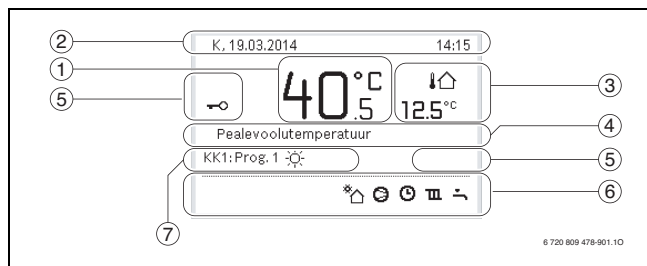 ② K, 19.03.2014 14:15
① 40.5 °C
⑤
③ 12.5 °C
④ Pealevoolutemperatuur
⑦ KK1: Prog. 1
⑤
⑥
6 720 809 478-901.1O